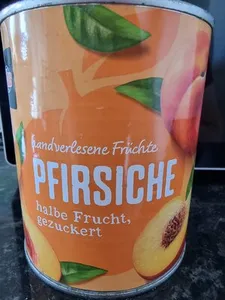 handverlesene Früchte
PFIRSICHE
halbe Frucht,
gezuckert